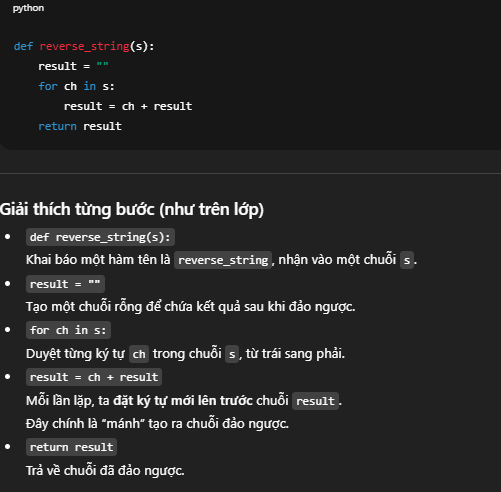 python
def reverse_string(s):
    result = ""
    for ch in s:
        result = ch + result
    return result
Giải thích từng bước (như trên lớp)
• def reverse_string(s):
Khai báo một hàm tên là reverse_string, nhận vào một chuỗi s.
• result = ""
Tạo một chuỗi rỗng để chứa kết quả sau khi đảo ngược.
• for ch in s:
Duyệt từng ký tự ch trong chuỗi s, từ trái sang phải.
• result = ch + result
Mỗi lần lặp, ta đặt ký tự mới lên trước chuỗi result.
Đây chính là “mánh” tạo ra chuỗi đảo ngược.
• return result
Trả về chuỗi đã đảo ngược.